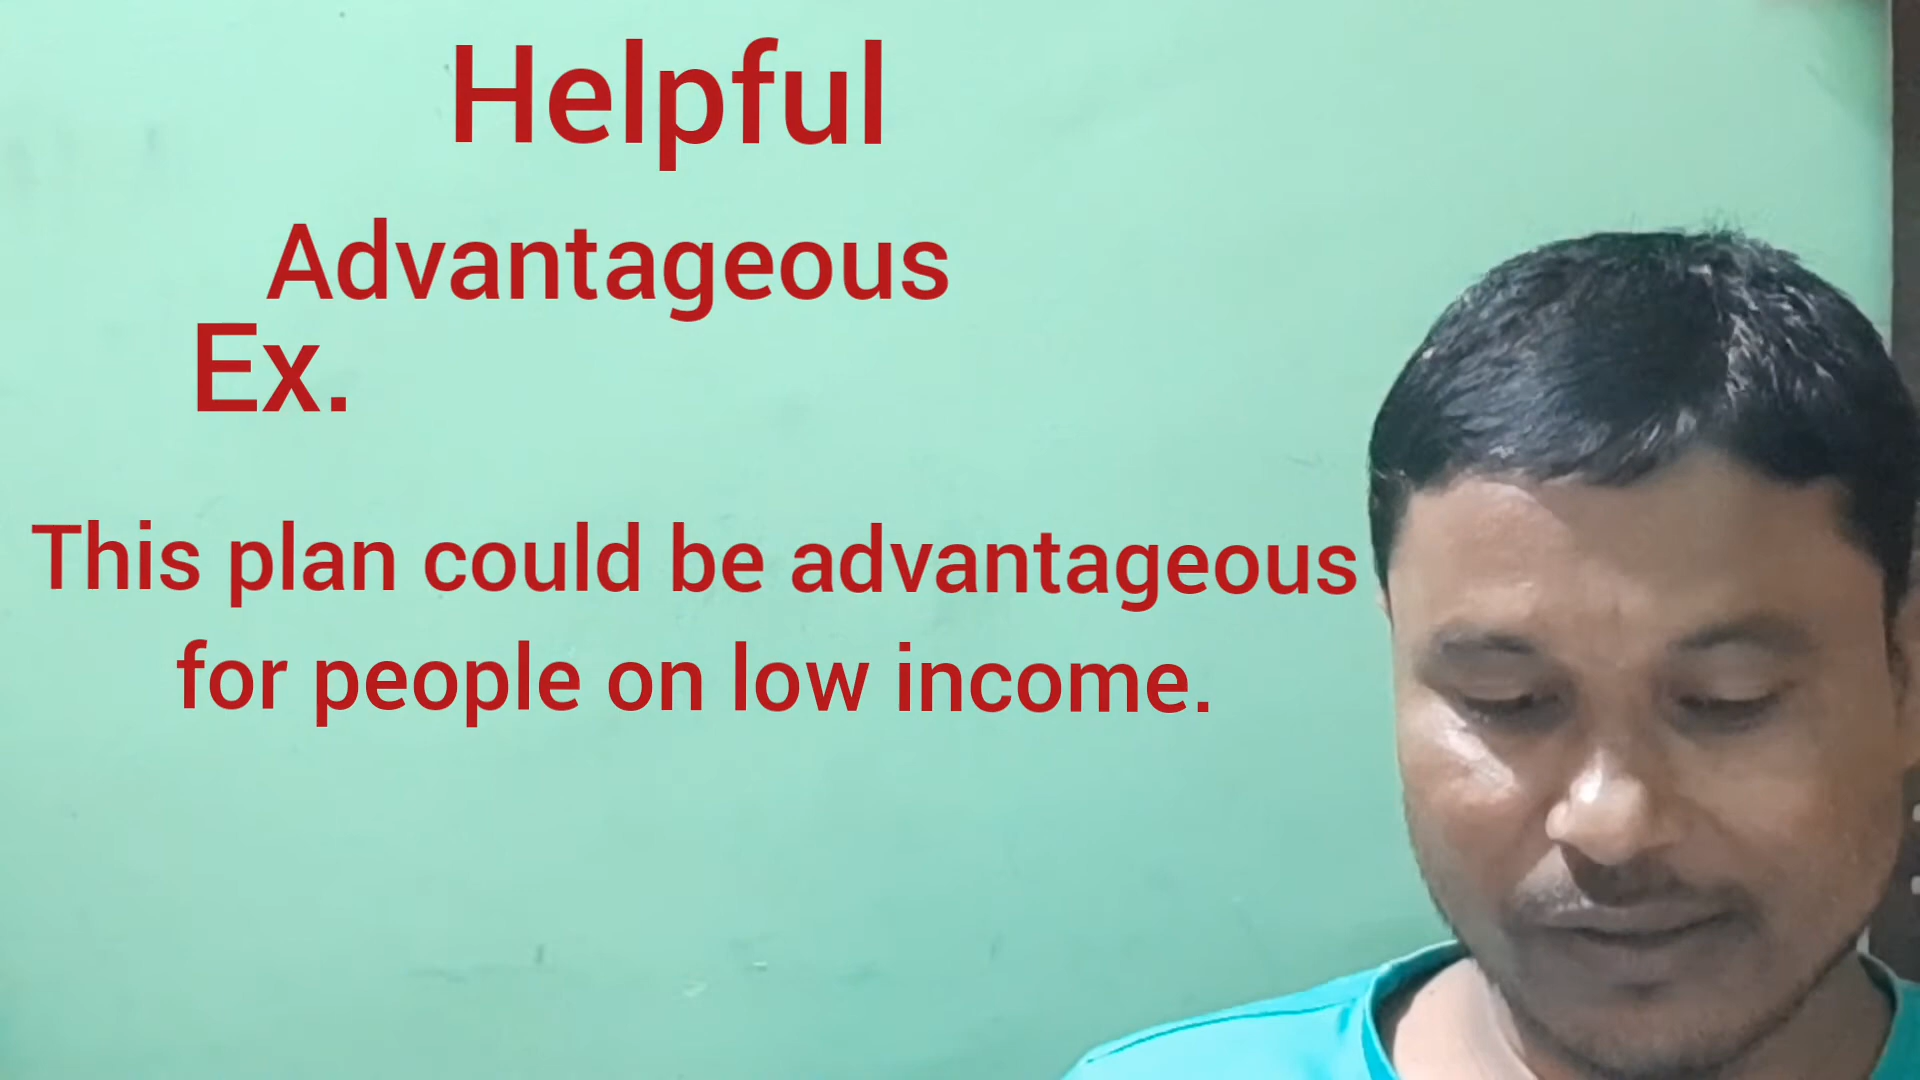 Helpful
Advantageous
Ex.
This plan could be advantageous
for people on low income.